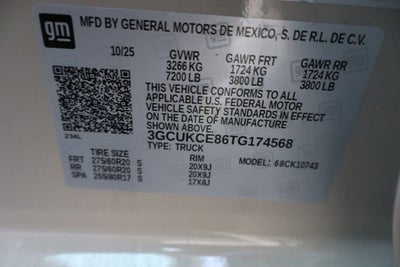 gm
MFD BY GENERAL MOTORS DE MEXICO, S. DE R.L. DE C.V.
10/25 GVWR GAWR FRT GAWR RR
3266 KG 1724 KG 1724 KG
7200 LB 3800 LB 3800 LB
THIS VEHICLE CONFORMS TO ALL
APPLICABLE U.S. FEDERAL MOTOR
VEHICLE SAFETY STANDARDS IN EFFECT
ON THE DATE OF MANUFACTURE
SHOWN ABOVE.
234L 3GCUKCE86TG174568
TYPE: TRUCK
TIRE SIZE RIM MODEL: 68CK10743
FRT 275/60R20 S 20X9J
RR 275/60R20 S 20X9J
SPA 255/80R17 S 17X8J